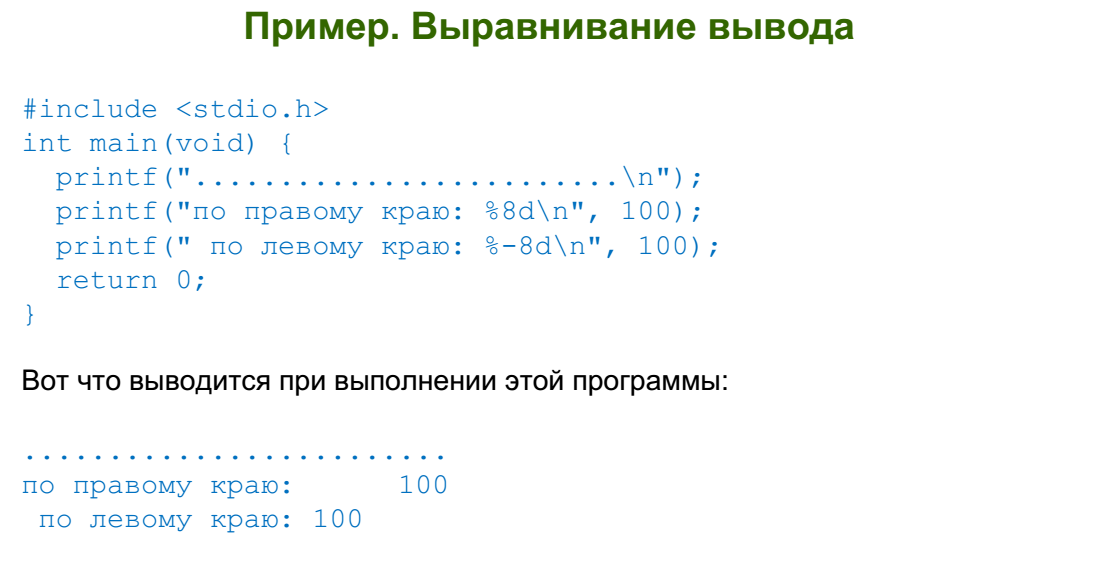 Пример. Выравнивание вывода
#include <stdio.h>
int main(void) {
  printf(".........................\n");
  printf("по правому краю: %8d\n", 100);
  printf(" по левому краю: %-8d\n", 100);
  return 0;
}
Вот что выводится при выполнении этой программы:
.........................
по правому краю:      100
 по левому краю: 100